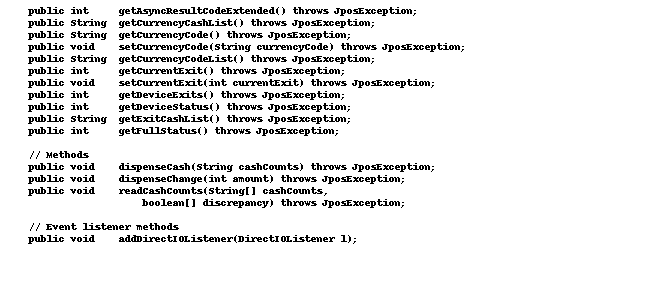 public int    getAsyncResultCodeExtended() throws JposException;
public String getCurrencyCashList() throws JposException;
public String getCurrencyCode() throws JposException;
public void   setCurrencyCode(String currencyCode) throws JposException;
public String getCurrencyCodeList() throws JposException;
public int    getCurrentExit() throws JposException;
public void   setCurrentExit(int currentExit) throws JposException;
public int    getDeviceExits() throws JposException;
public int    getDeviceStatus() throws JposException;
public String getExitCashList() throws JposException;
public int    getFullStatus() throws JposException;

// Methods
public void   dispenseCash(String cashCounts) throws JposException;
public void   dispenseChange(int amount) throws JposException;
public void   readCashCounts(String[] cashCounts,
                  boolean[] discrepancy) throws JposException;

// Event listener methods
public void   addDirectIOListener(DirectIOListener l);